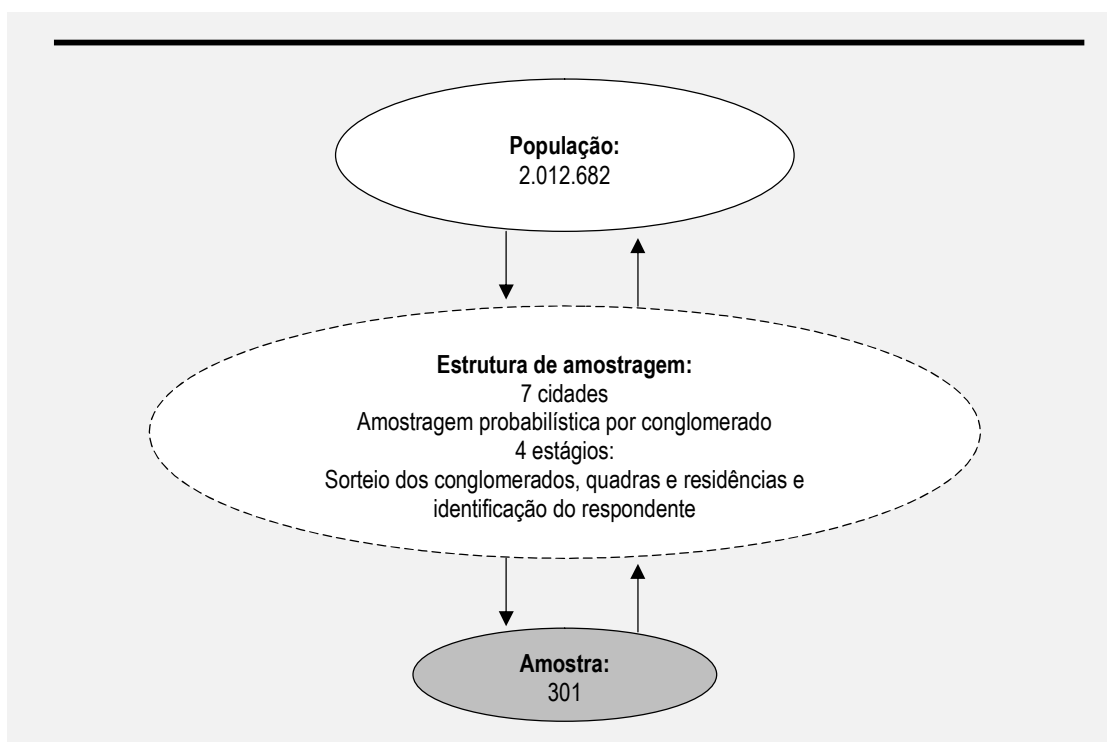 População:
2.012.682
Estrutura de amostragem:
7 cidades
Amostragem probabilística por conglomerado
4 estágios:
Sorteio dos conglomerados, quadras e residências e
identificação do respondente
Amostra:
301